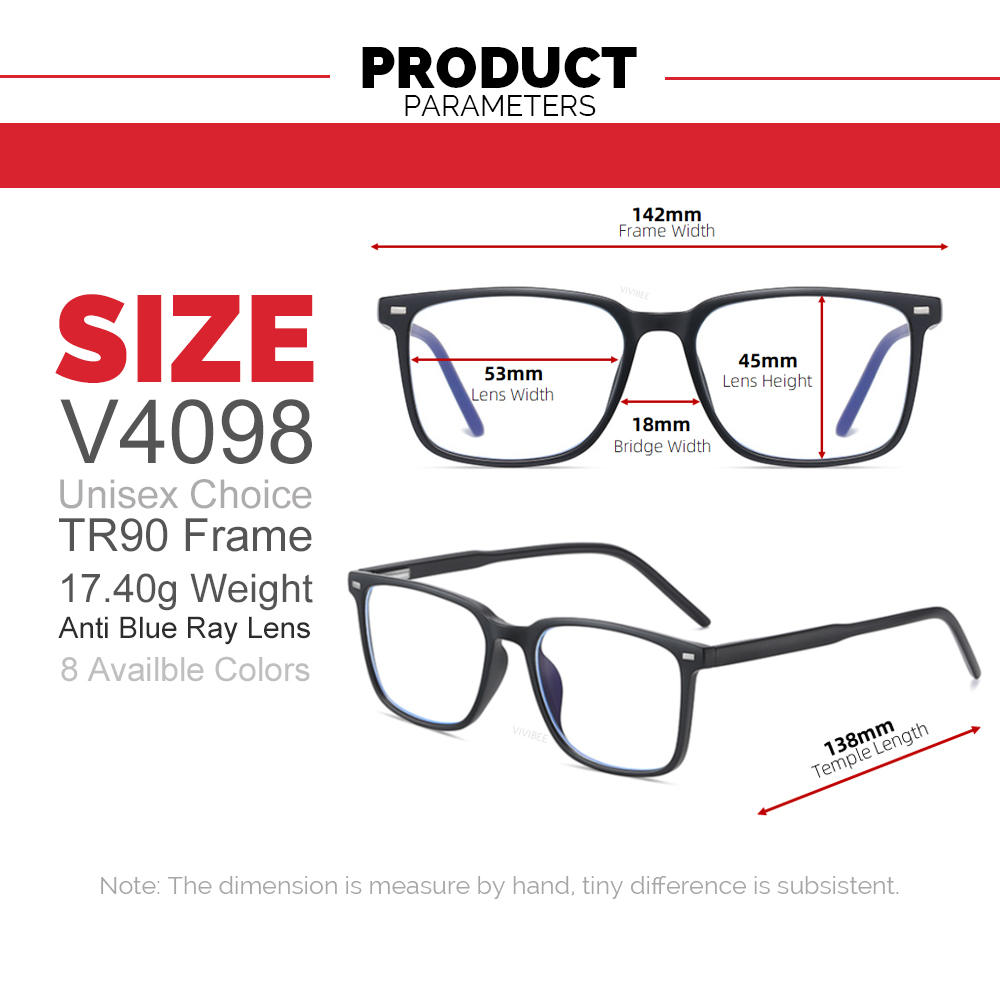 PRODUCT
PARAMETERS
142mm
Frame Width
VIVIBEE
SIZE
V4098
Unisex Choice
TR90 Frame
17.40g Weight
Anti Blue Ray Lens
8 Availble Colors
53mm
Lens Width
45mm
Lens Height
18mm
Bridge Width
VIVIBEE
138mm
Temple Length
Note: The dimension is measure by hand, tiny difference is subsistent.